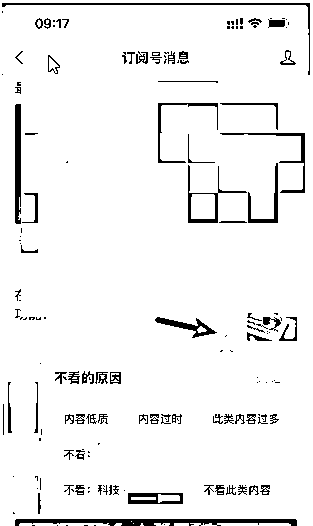 09:17
订阅号消息
不看的原因
内容低质 内容过时 此类内容过多
不看:
不看: 科技 不看此类内容